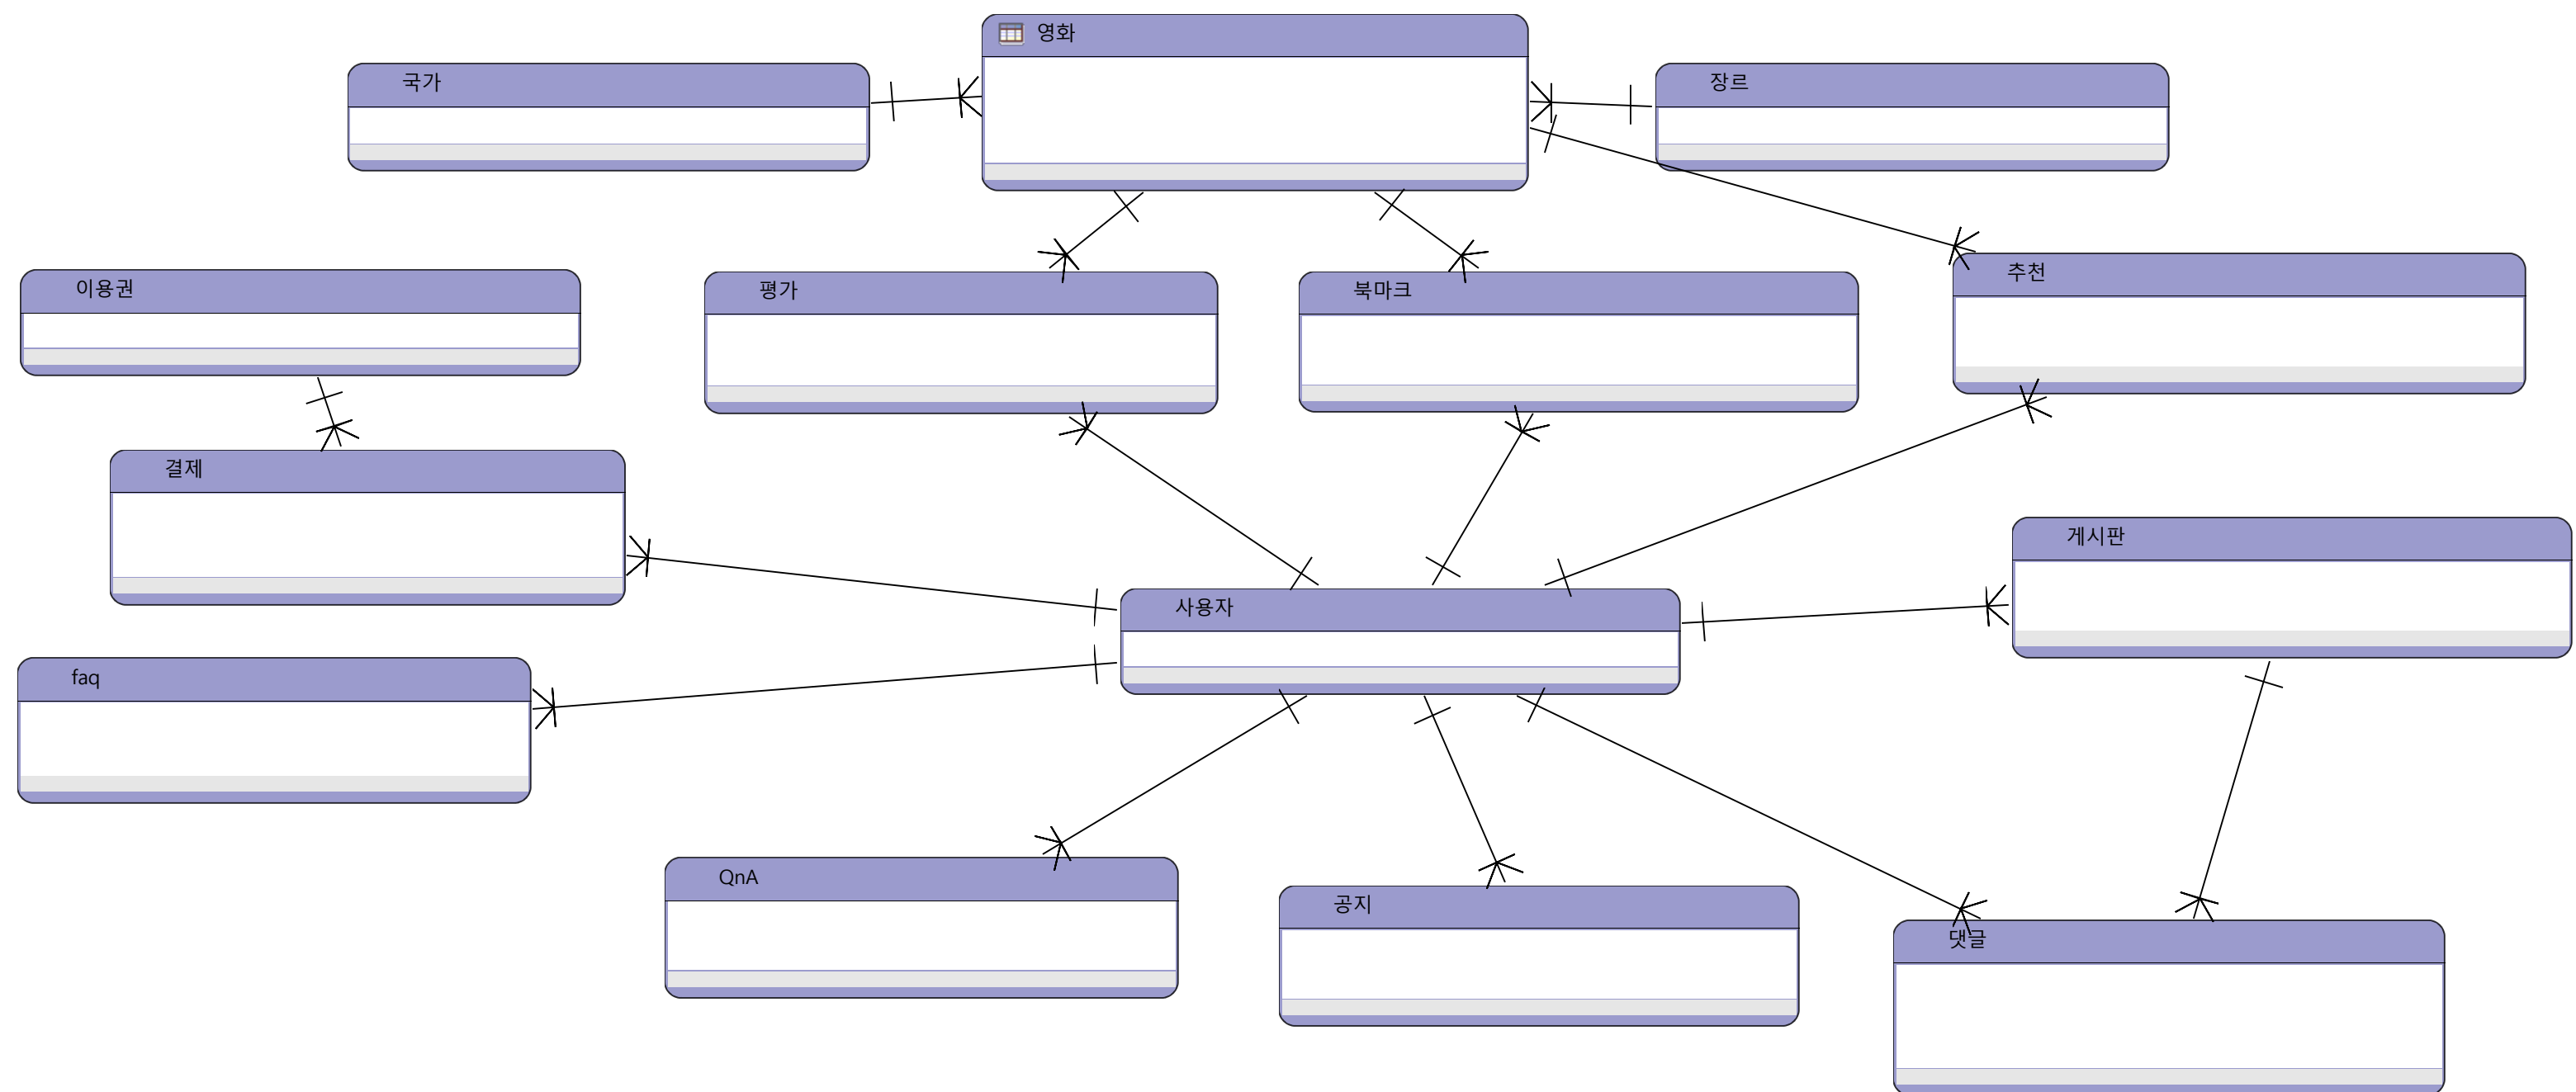 영화
국가
장르
이용권
평가
북마크
추천
결제
게시판
사용자
faq
QnA
공지
댓글